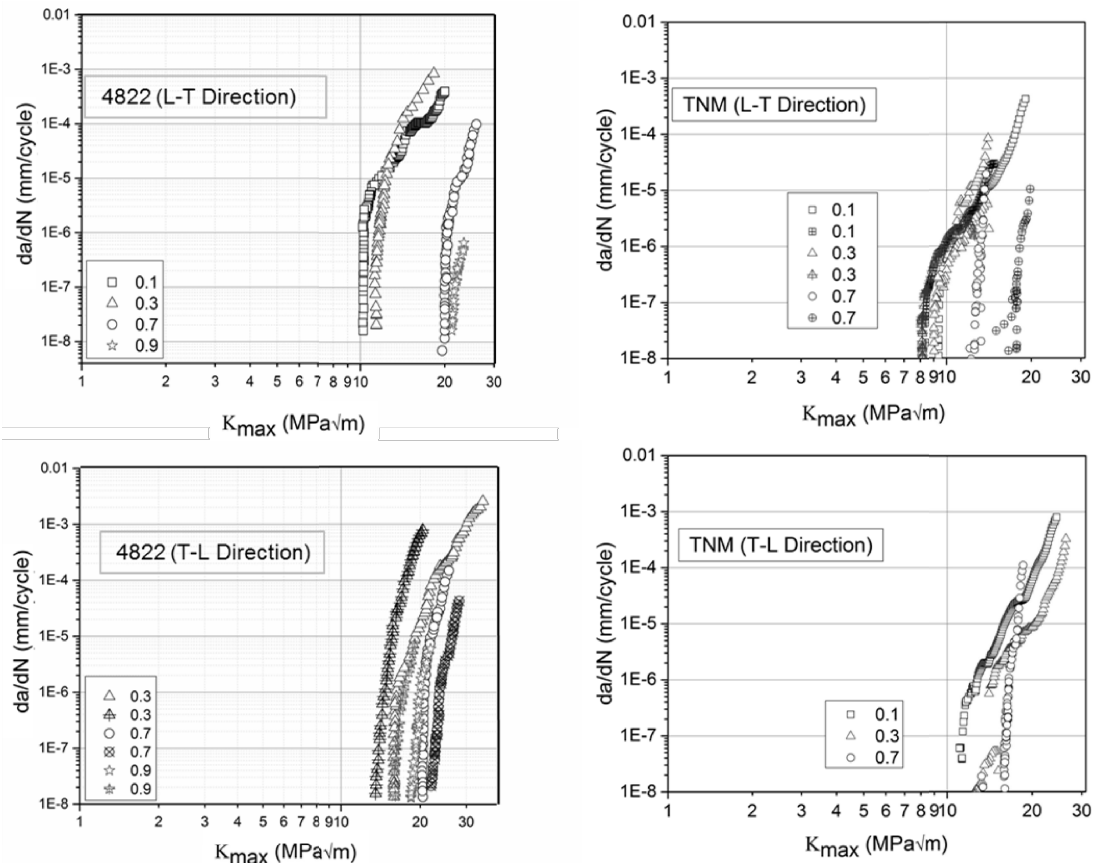 0.01
1E-3
1E-4
1E-5
1E-6
1E-7
1E-8
da/dN (mm/cycle)
4822 (L-T Direction)
0.1
0.3
0.7
0.9
1 2 3 4 5 6 7 8 9 10 20 30
Kmax (MPa√m)
0.01
1E-3
1E-4
1E-5
1E-6
1E-7
1E-8
da/dN (mm/cycle)
TNM (L-T Direction)
0.1
0.1
0.3
0.3
0.7
0.7
1 2 3 4 5 6 7 8 9 10 20 30
Kmax (MPa√m)
0.01
1E-3
1E-4
1E-5
1E-6
1E-7
1E-8
da/dN (mm/cycle)
4822 (T-L Direction)
0.3
0.3
0.7
0.7
0.9
0.9
1 2 3 4 5 6 7 8 9 10 20 30
Kmax (MPa√m)
0.01
1E-3
1E-4
1E-5
1E-6
1E-7
1E-8
da/dN (mm/cycle)
TNM (T-L Direction)
0.1
0.3
0.7
1 2 3 4 5 6 7 8 9 10 20 30
Kmax (MPa√m)